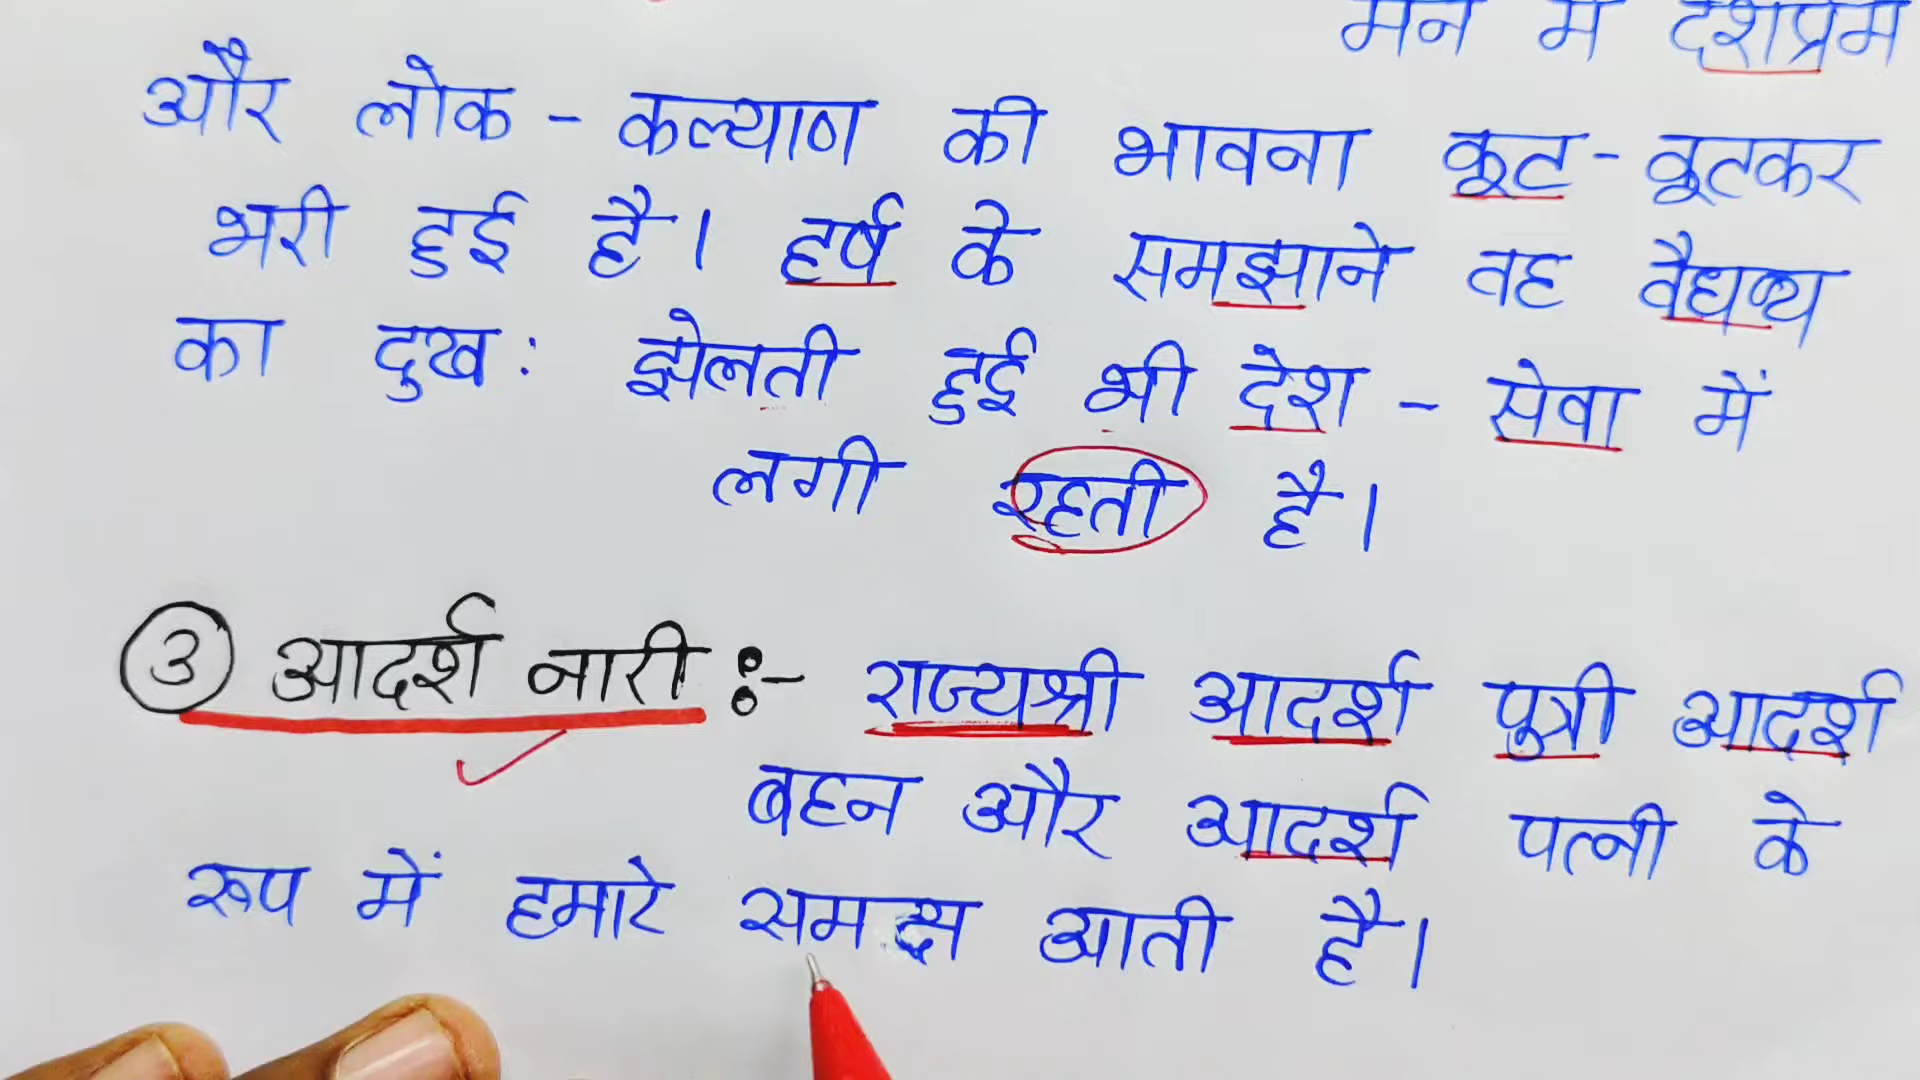 मन में देशप्रेम
और लोक - कल्याण की भावना कूट - कूटकर
भरी हुई है। हर्ष के समझाने वह वैधव्य
का दुख: झेलती हुई भी देश - सेवा में
लगी रहती है।
③ आदर्श नारी :- राज्यश्री आदर्श पुत्री आदर्श
बहन और आदर्श पत्नी के
रूप में हमारे समक्ष आती है।